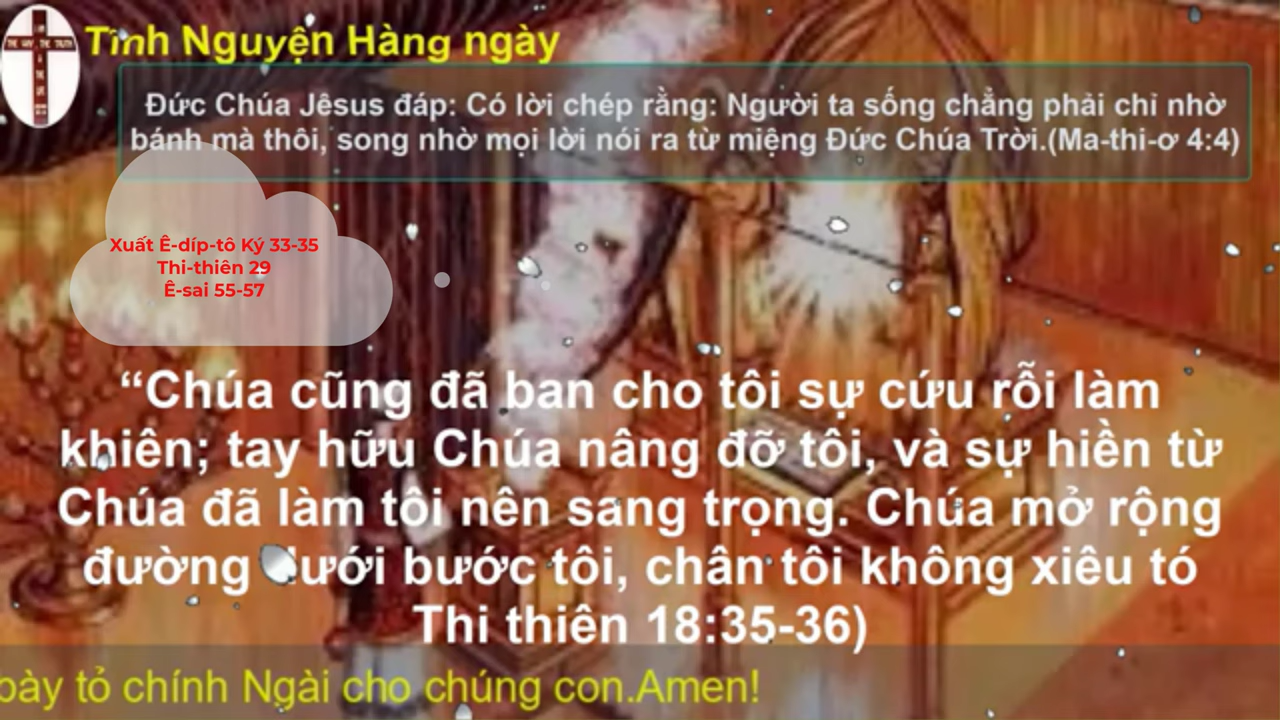 THE WAY, THE TRUTH
Tĩnh Nguyện Hàng ngày
Đức Chúa Jêsus đáp: Có lời chép rằng: Người ta sống chẳng phải chỉ nhờ
bánh mà thôi, song nhờ mọi lời nói ra từ miệng Đức Chúa Trời.(Ma-thi-ơ 4:4)
Xuất Ê-díp-tô Ký 33-35
Thi-thiên 29
Ê-sai 55-57
“Chúa cũng đã ban cho tôi sự cứu rỗi làm
khiên; tay hữu Chúa nâng đỡ tôi, và sự hiền từ
Chúa đã làm tôi nên sang trọng. Chúa mở rộng
đường dưới bước tôi, chân tôi không xiêu tó
Thi thiên 18:35-36)
bày tỏ chính Ngài cho chúng con.Amen!